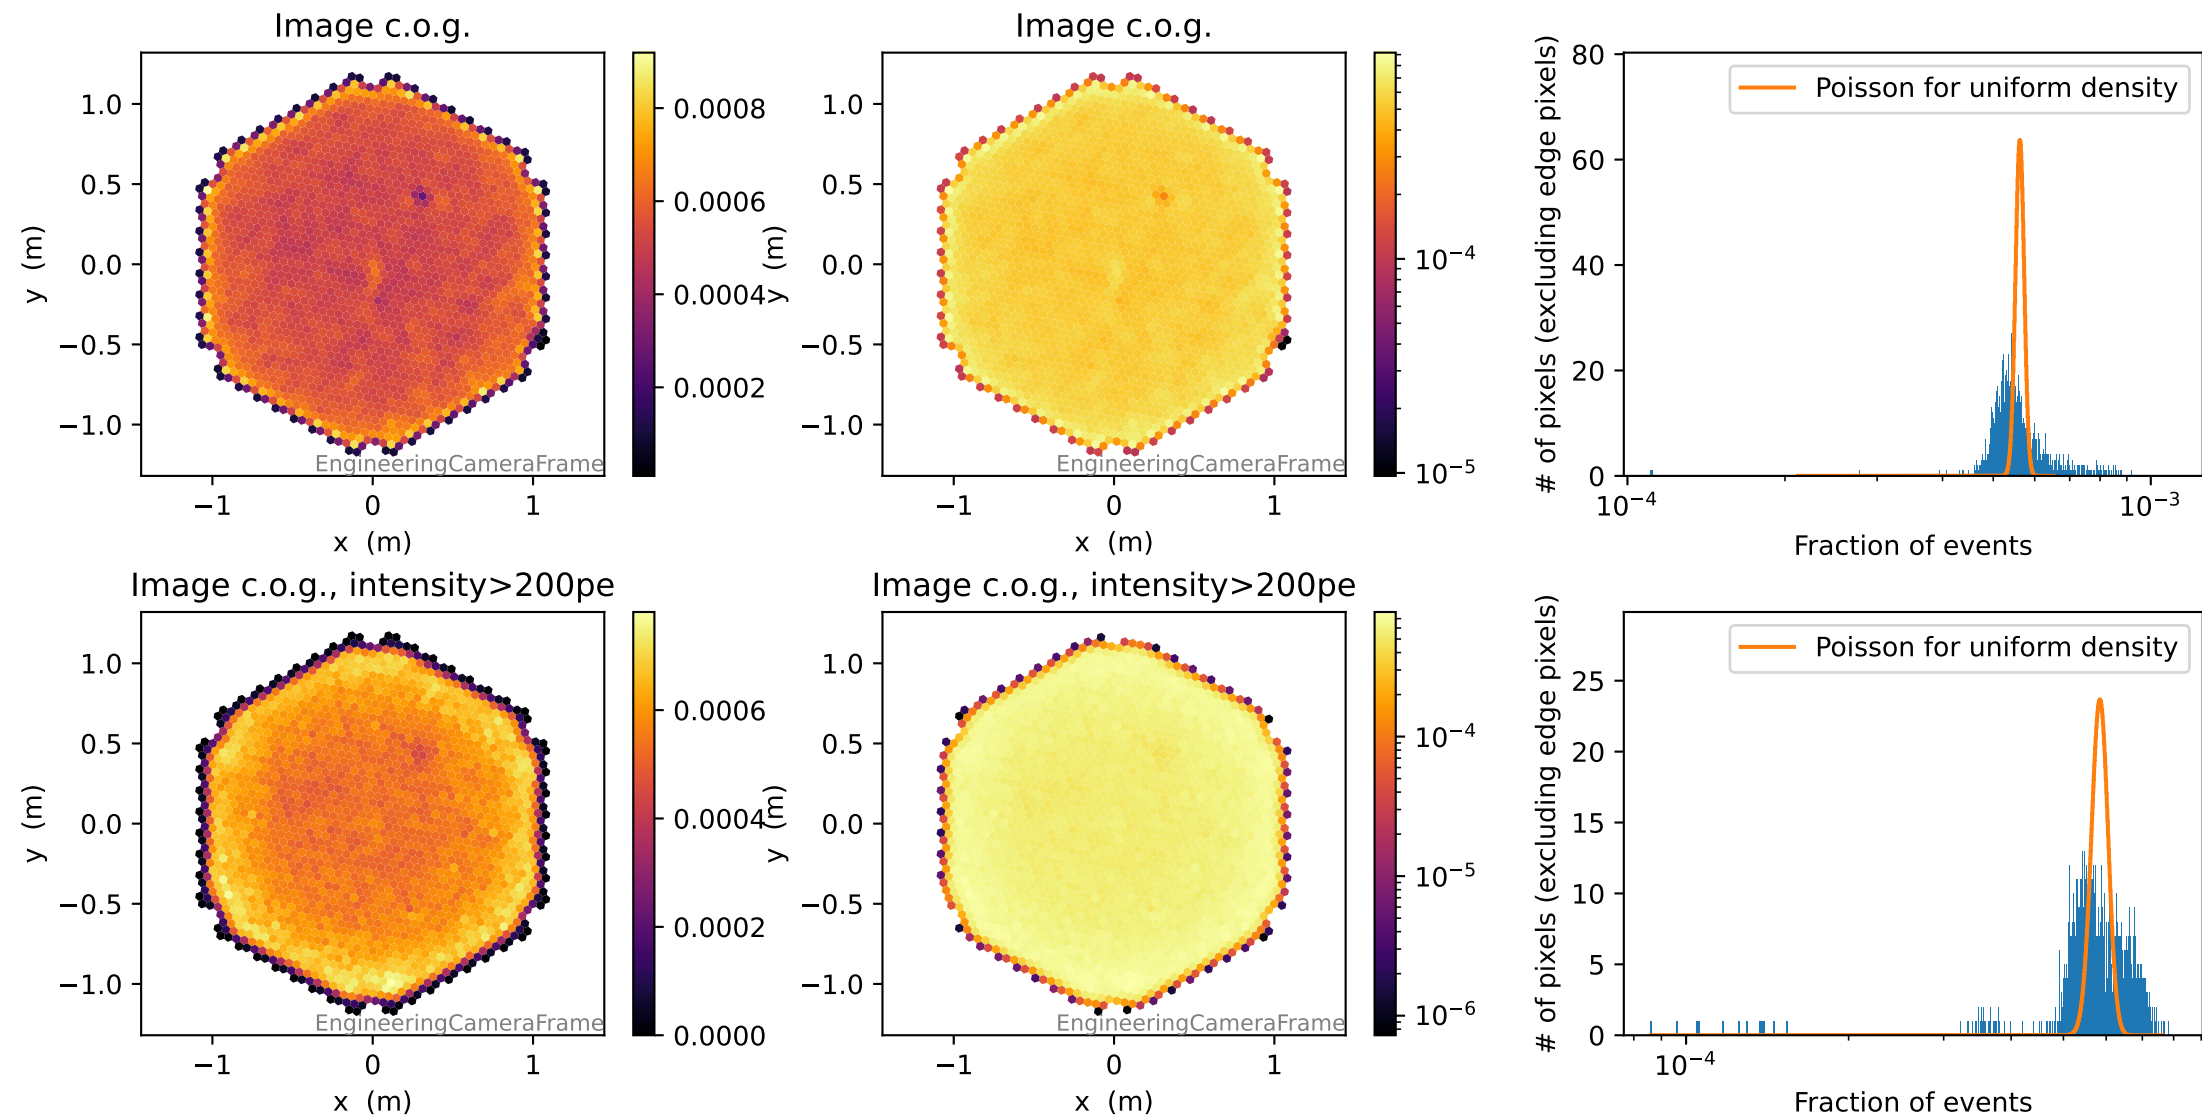 Image c.o.g.
1.0
0.5
0.0
−0.5
−1.0
y (m)
−1
0
1
x (m)
EngineeringCameraFrame
0.0008
0.0006
0.0004
0.0002
Image c.o.g.
1.0
0.5
0.0
−0.5
−1.0
y (m)
−1
0
1
x (m)
EngineeringCameraFrame
10⁻⁴
10⁻⁵
# of pixels (excluding edge pixels)
80
60
40
20
0
Poisson for uniform density
10⁻⁴
10⁻³
Fraction of events
Image c.o.g., intensity>200pe
1.0
0.5
0.0
−0.5
−1.0
y (m)
−1
0
1
x (m)
EngineeringCameraFrame
0.0006
0.0004
0.0002
0.0000
Image c.o.g., intensity>200pe
1.0
0.5
0.0
−0.5
−1.0
y (m)
−1
0
1
x (m)
EngineeringCameraFrame
10⁻⁴
10⁻⁵
10⁻⁶
# of pixels (excluding edge pixels)
25
20
15
10
5
0
Poisson for uniform density
10⁻⁴
Fraction of events